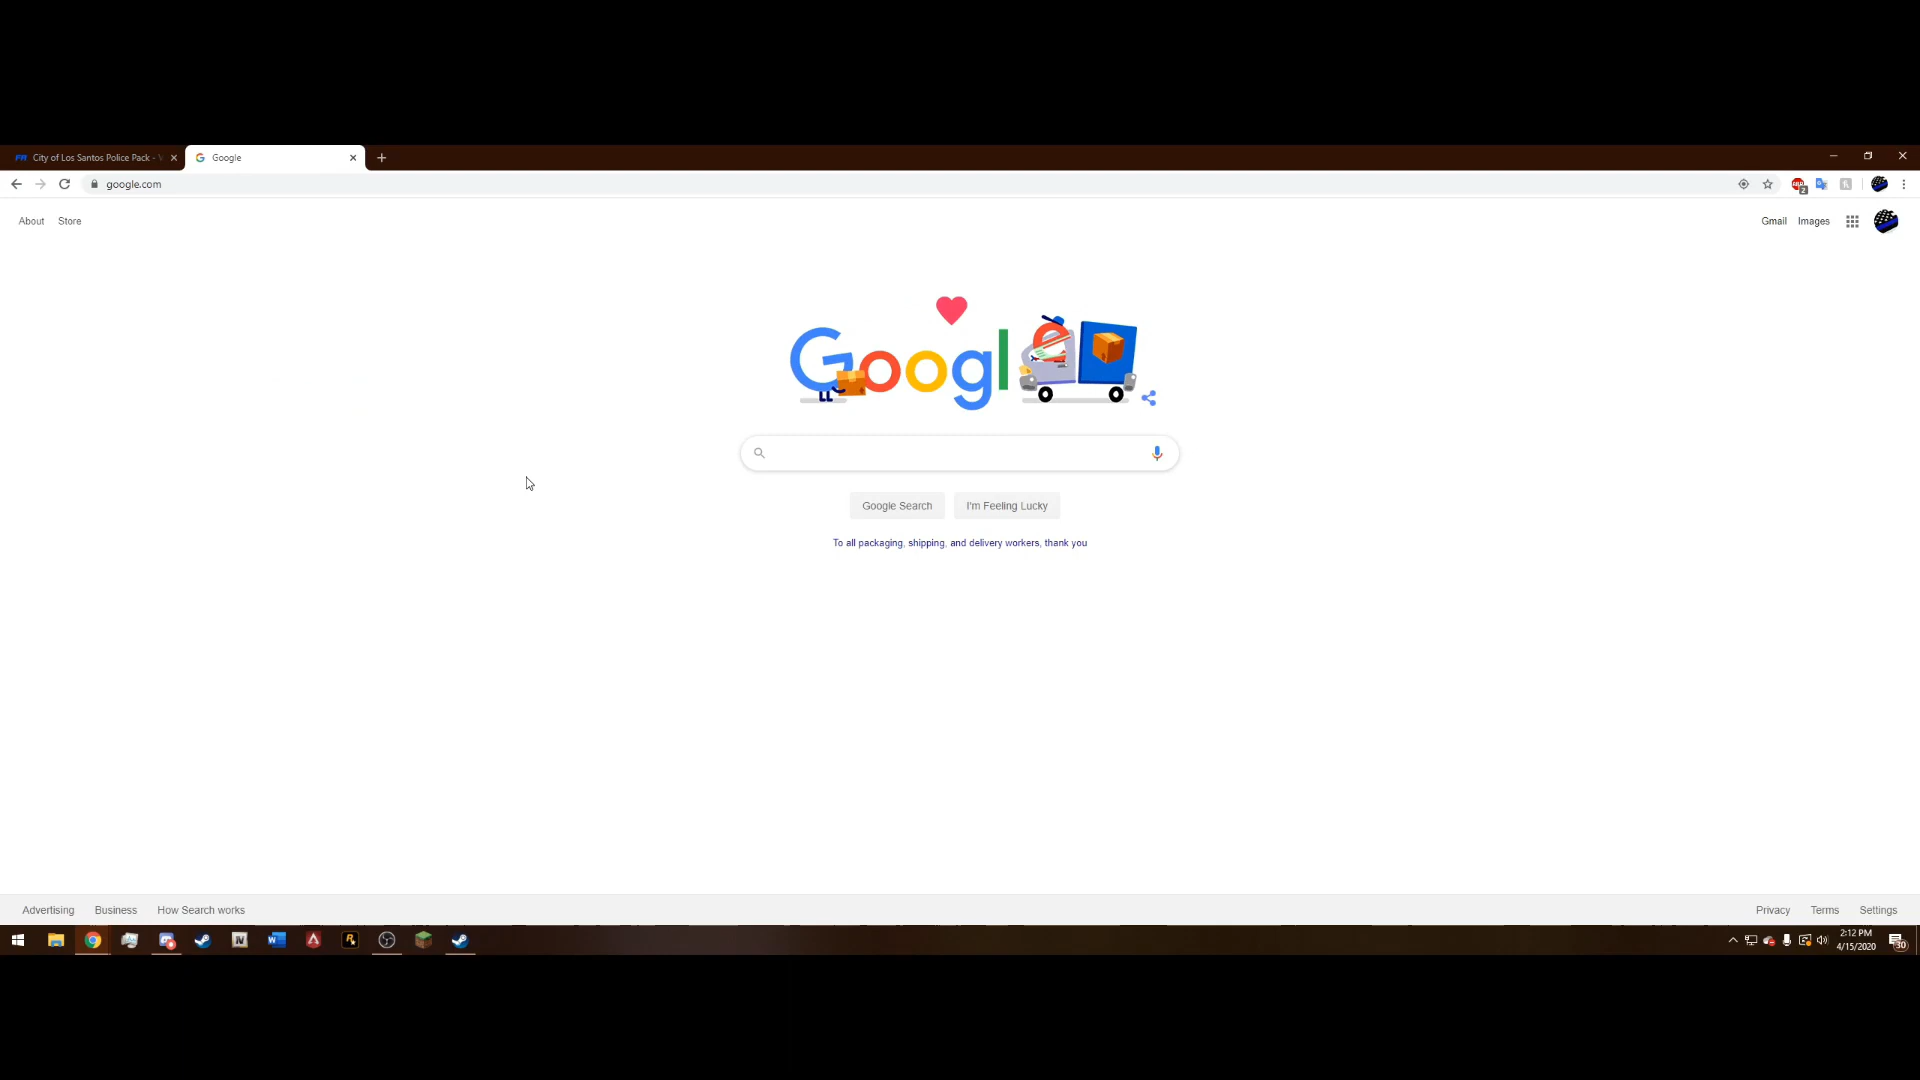 City of Los Santos Police Pack -
Google
google.com
About Store
Gmail Images
Google
Google Search I'm Feeling Lucky
To all packaging, shipping, and delivery workers, thank you
Advertising Business How Search works
Privacy Terms Settings
2:12 PM
4/15/2020
30